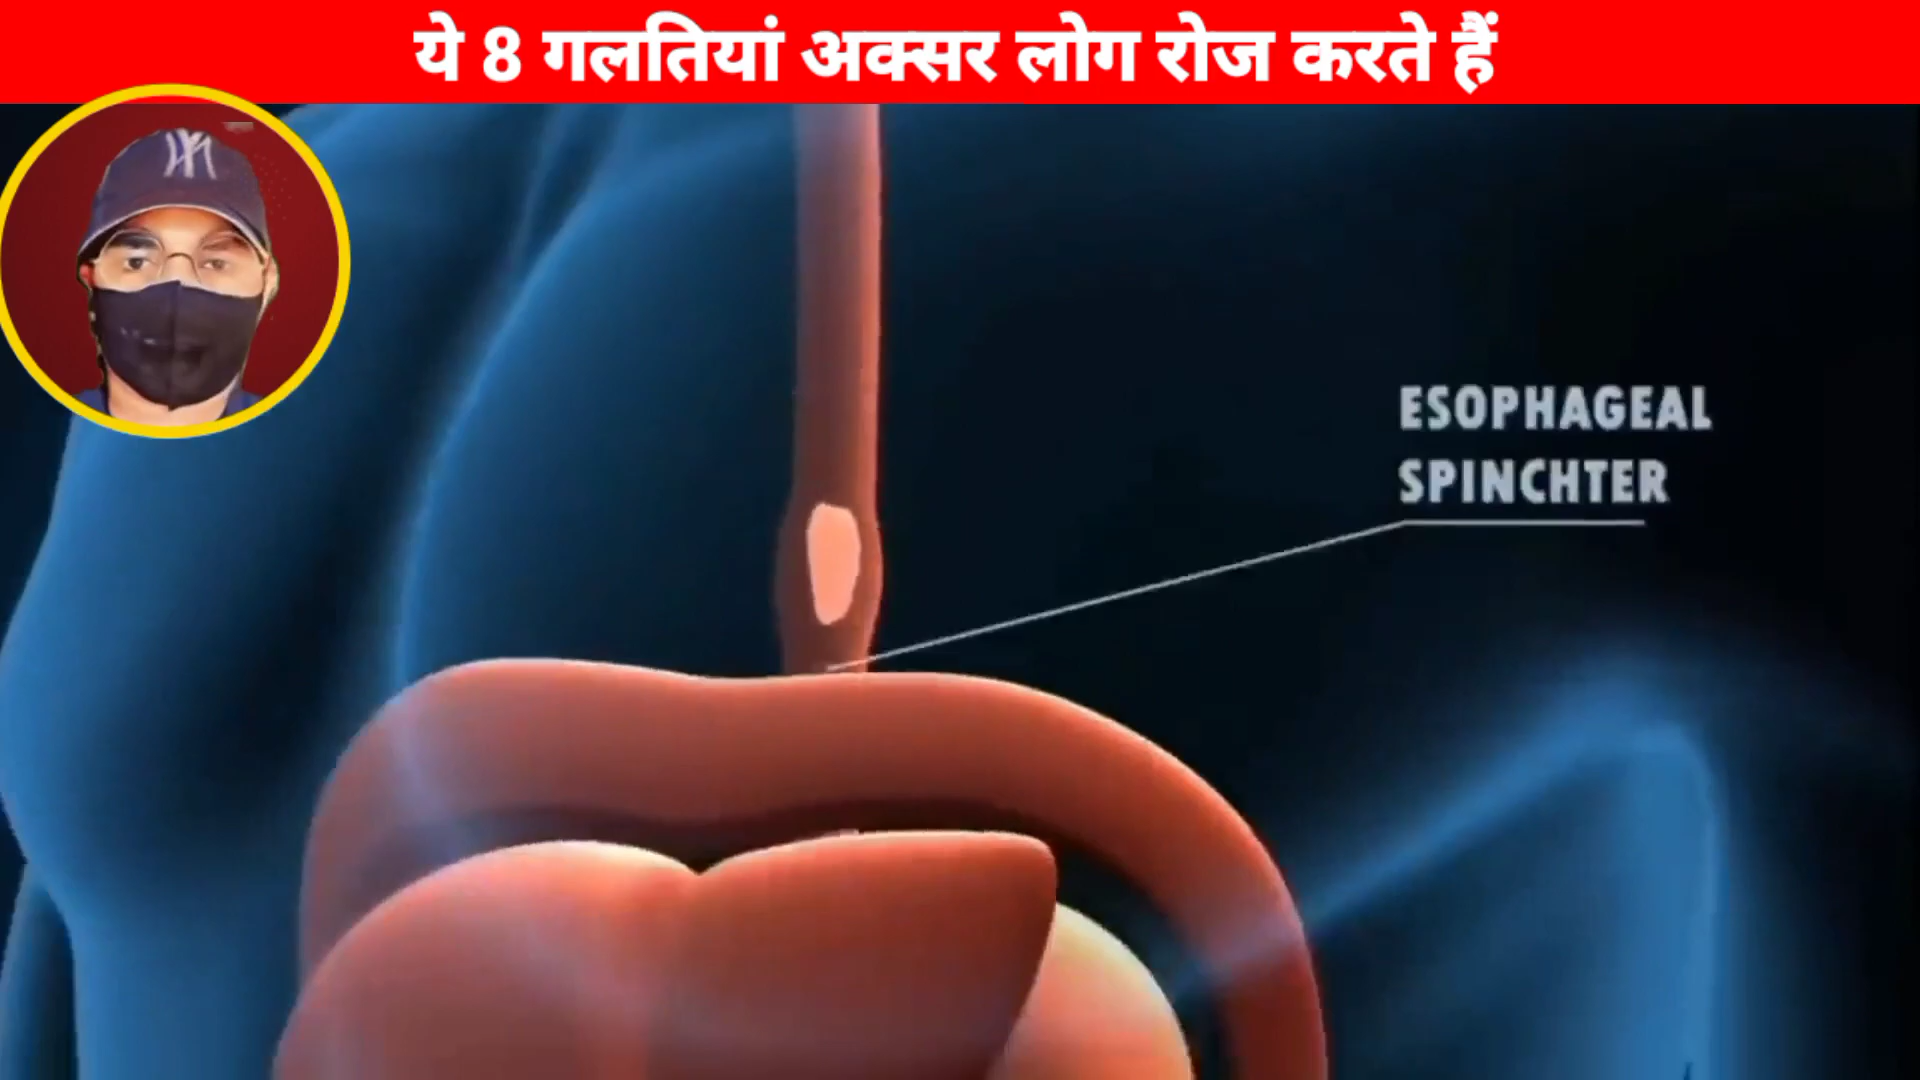 ये 8 गलतियां अक्सर लोग रोज करते हैं
ESOPHAGEAL
SPINCHTER